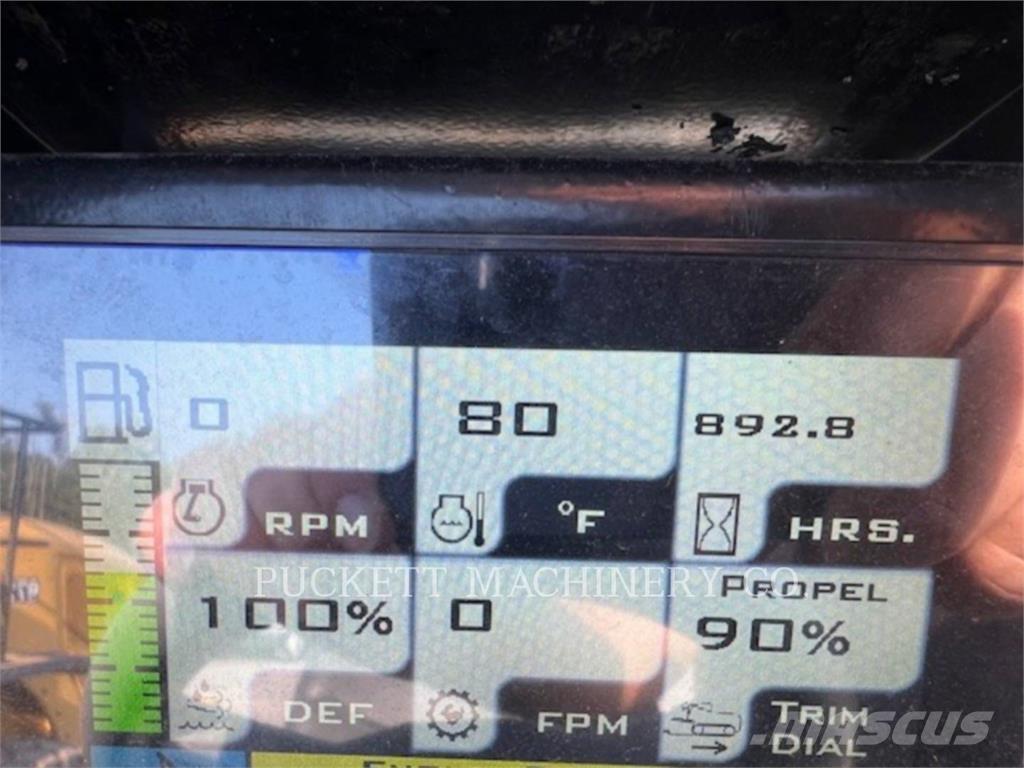 0
RPM
80
°F
892.8
HRS.
PUCKETT MACHINERY CO
100%
DEF
0
FPM
PROPEL
90%
TRIM
DIAL
mascus